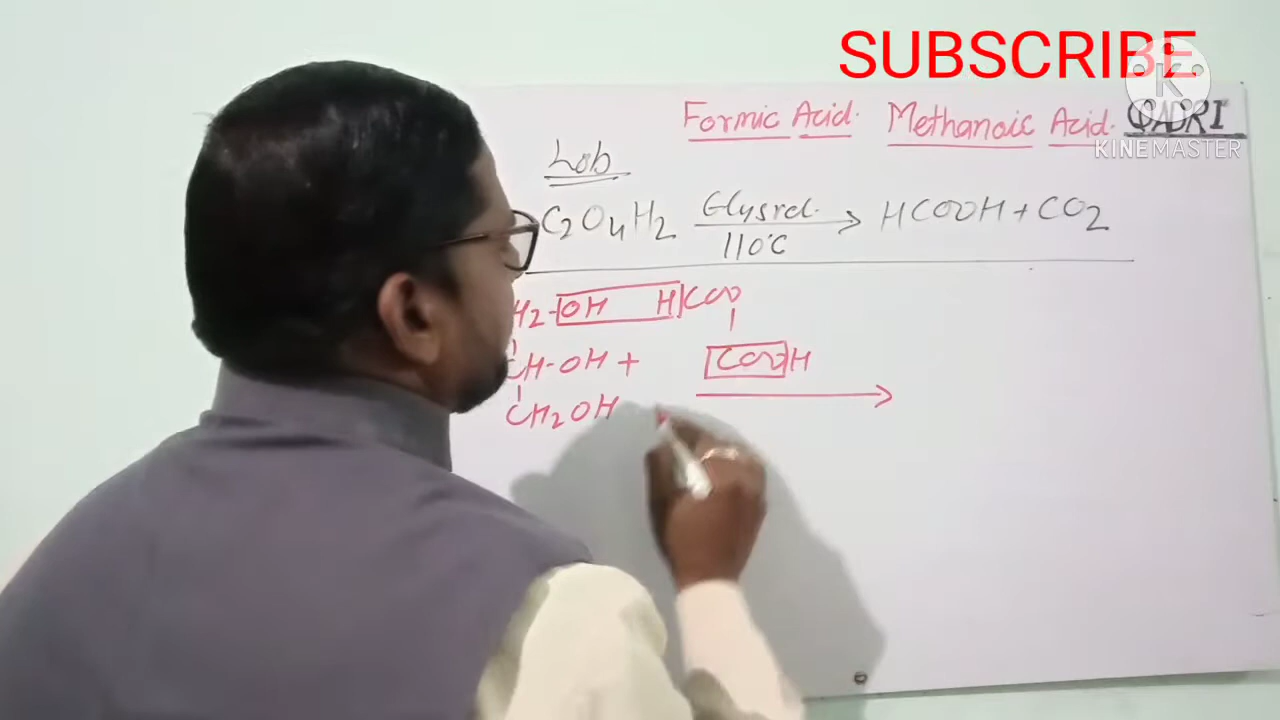 SUBSCRIBE
K
Formic Acid. Methanoic Acid. QADRI
KINEMASTER
Lab
C2O4H2 Glysrol. 110°C → HCOOH + CO2
H2-OH HCOO
CH-OH + COOH
CH2OH